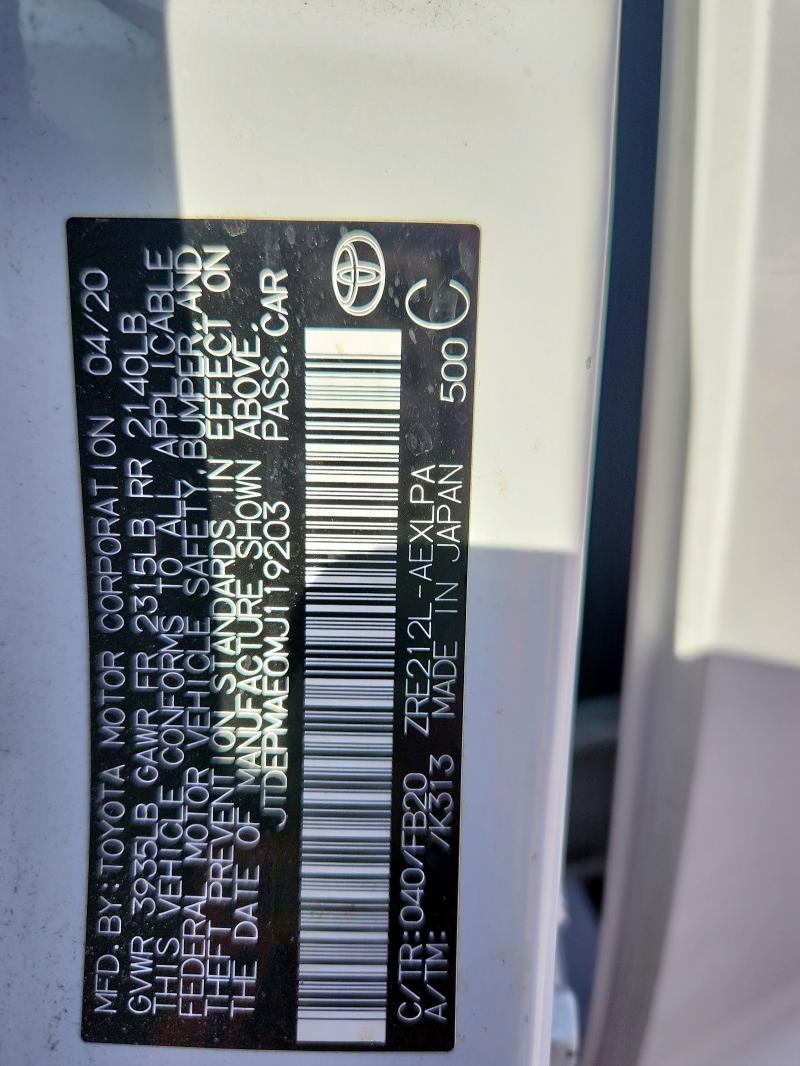 MFD.BY:TOYOTA MOTOR CORPORATION 04/20
GVWR 3935LB GAWR FR 2315LB RR 2140LB
THIS VEHICLE CONFORMS TO ALL APPLICABLE
FEDERAL MOTOR VEHICLE SAFETY,BUMPER,AND
THEFT PREVENTION STANDARDS IN EFFECT ON
THE DATE OF MANUFACTURE SHOWN ABOVE.
JTDEPMAE0MJ119203 PASS.CAR
C/TR:040/FB20 ZRE212L-AEXLPA
A/TM: /K313 MADE IN JAPAN 500 C